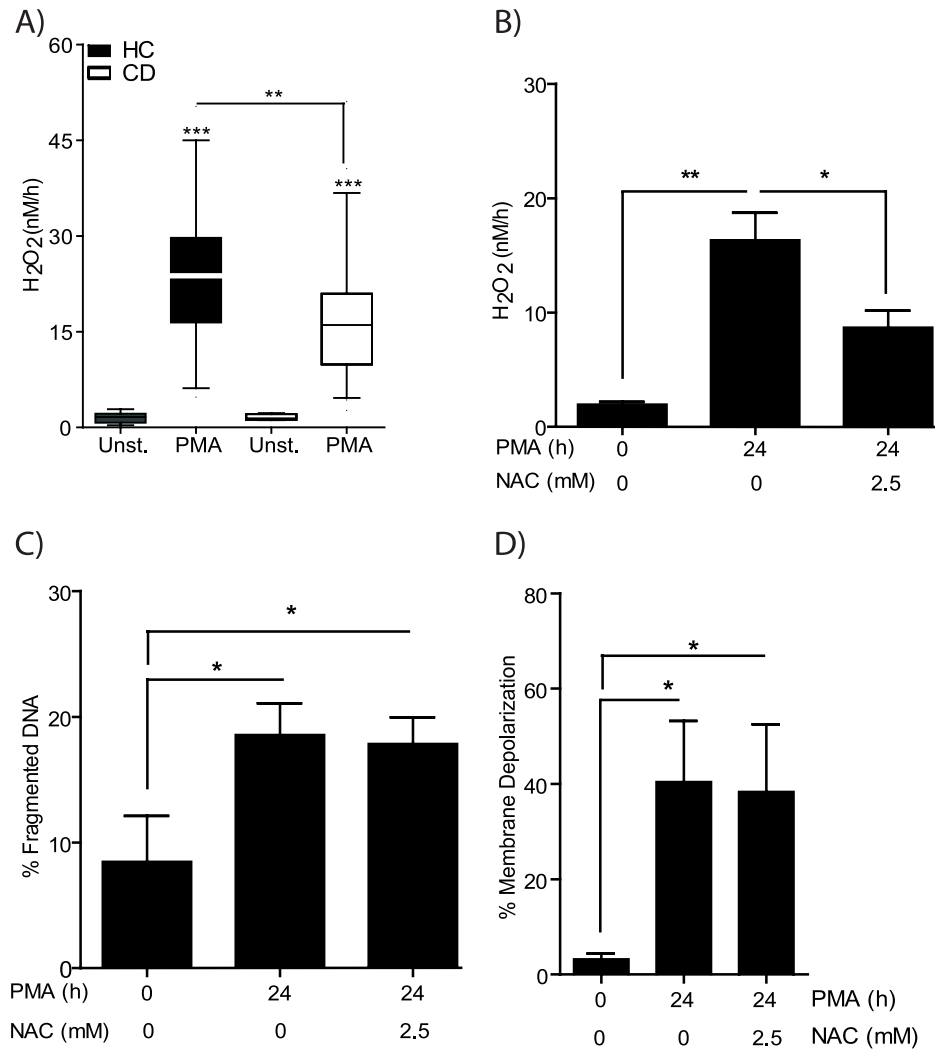 A)
60
HC
CD
**
***
45
***
H2O2 (nM/h)
30
15
0
Unst. PMA Unst. PMA
B)
30
** *
20
H2O2 (nM/h)
10
0
PMA (h) 0 24 24
NAC (mM) 0 0 2.5
C)
30
*
*
20
% Fragmented DNA
10
0
PMA (h) 0 24 24
NAC (mM) 0 0 2.5
D)
80
*
*
60
% Membrane Depolarization
40
20
0
0 24 24 PMA (h)
0 0 2.5 NAC (mM)